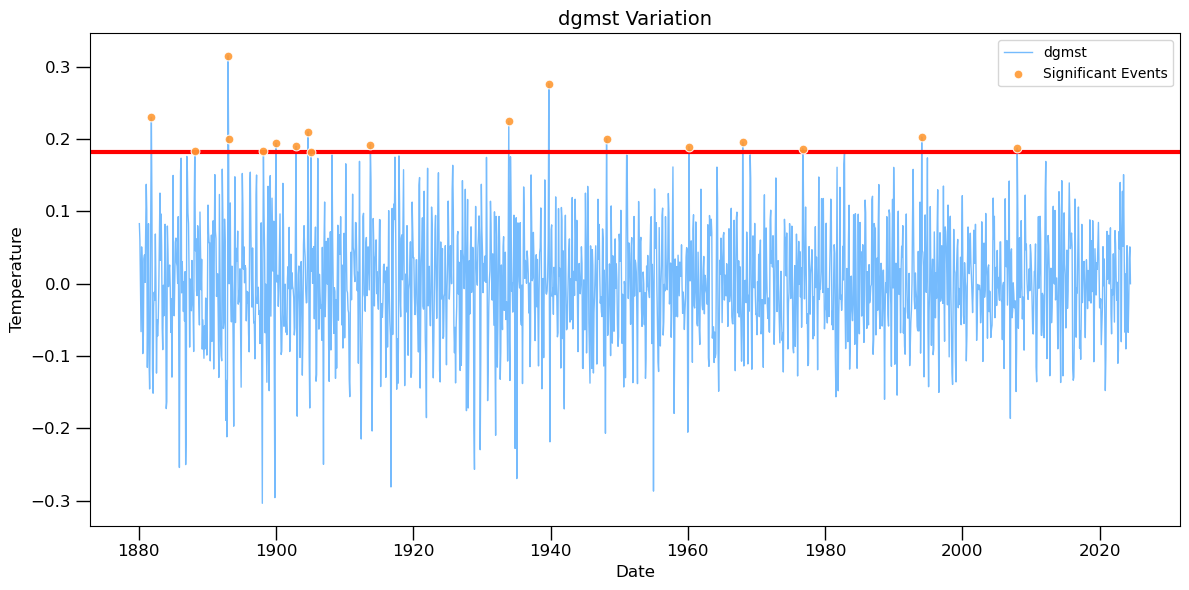 dgmst Variation
dgmst
Significant Events
Temperature
0.3
0.2
0.1
0.0
−0.1
−0.2
−0.3
1880 1900 1920 1940 1960 1980 2000 2020
Date